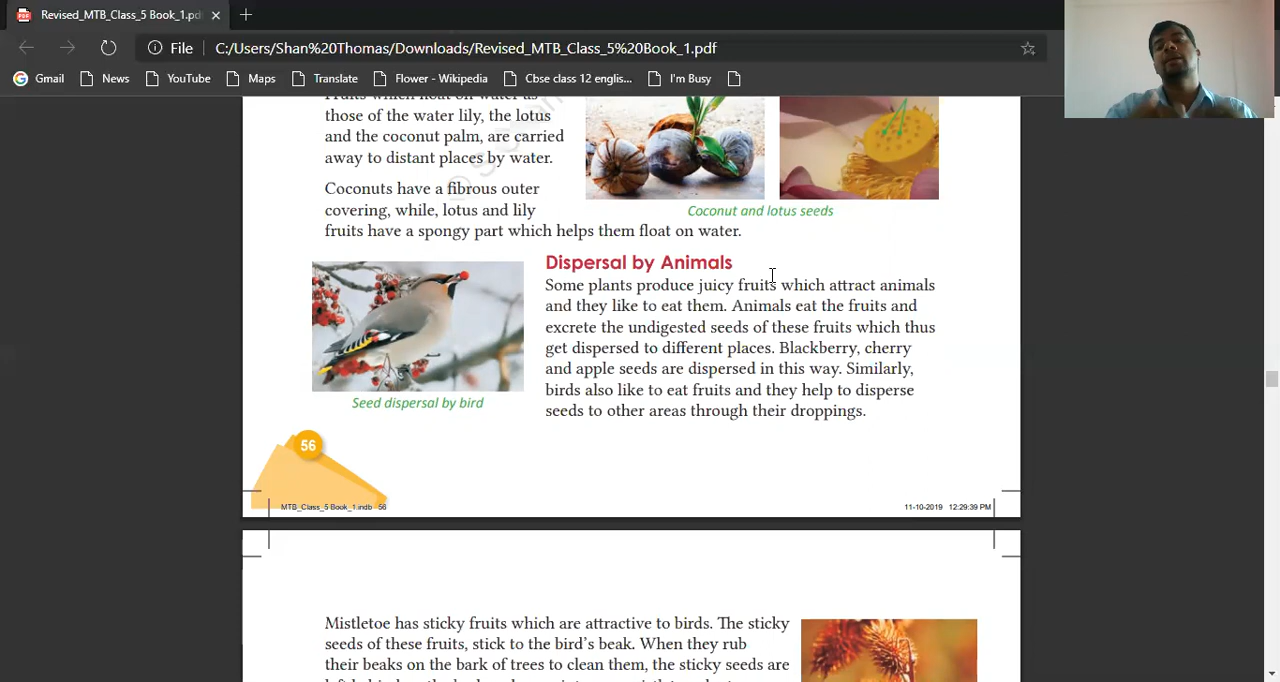 Revised_MTB_Class_5 Book_1.pd
File
C:/Users/Shan%20Thomas/Downloads/Revised_MTB_Class_5%20Book_1.pdf
Gmail
News
YouTube
Maps
Translate
Flower - Wikipedia
Cbse class 12 englis...
I'm Busy
Fruits which float on water as
those of the water lily, the lotus
and the coconut palm, are carried
away to distant places by water.
Coconuts have a fibrous outer
covering, while, lotus and lily
fruits have a spongy part which helps them float on water.
Coconut and lotus seeds
Dispersal by Animals
Some plants produce juicy fruits which attract animals
and they like to eat them. Animals eat the fruits and
excrete the undigested seeds of these fruits which thus
get dispersed to different places. Blackberry, cherry
and apple seeds are dispersed in this way. Similarly,
birds also like to eat fruits and they help to disperse
seeds to other areas through their droppings.
Seed dispersal by bird
56
MTB_Class_5 Book_1.indb 56
11-10-2019 12:29:39 PM
Mistletoe has sticky fruits which are attractive to birds. The sticky
seeds of these fruits, stick to the bird's beak. When they rub
their beaks on the bark of trees to clean them, the sticky seeds are